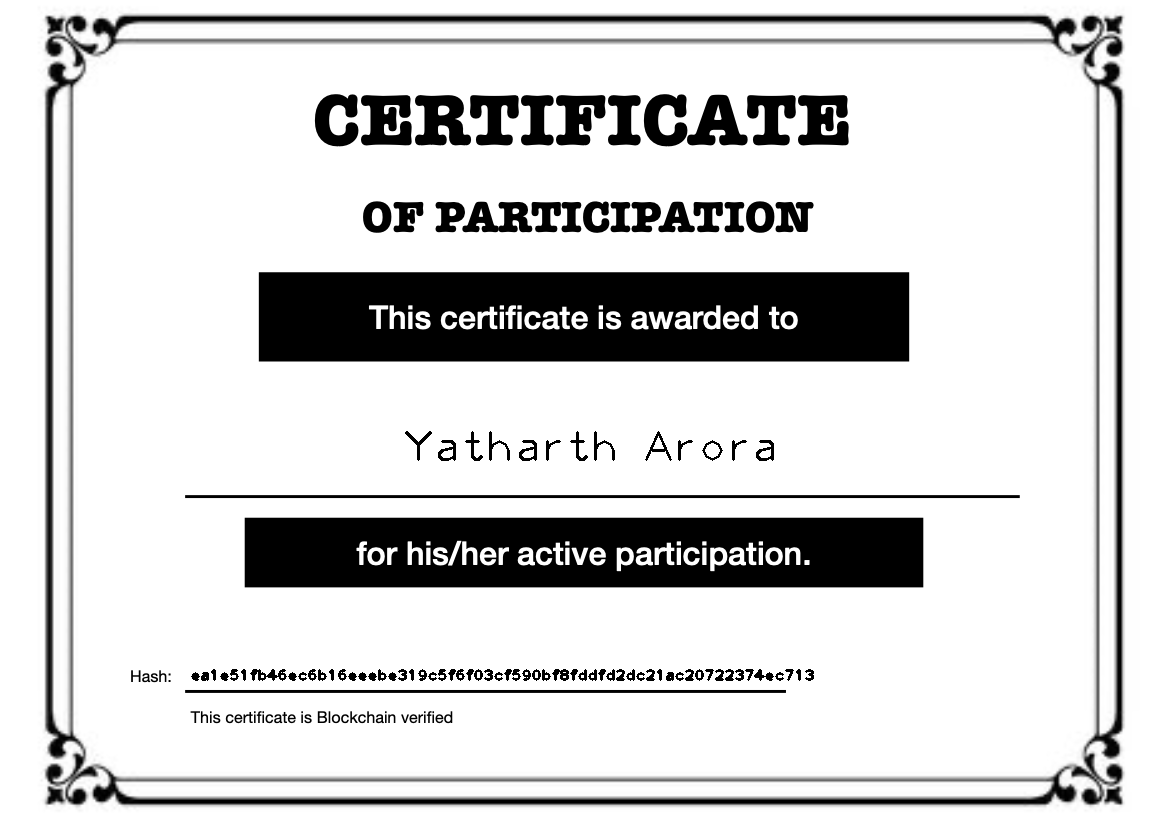 CERTIFICATE
OF PARTICIPATION
This certificate is awarded to
Yatharth Arora
for his/her active participation.
Hash: ea1e51fb46ec6b16eeebe319c5f6f03cf590bf8fddfd2dc21ac20722374ec713
This certificate is Blockchain verified